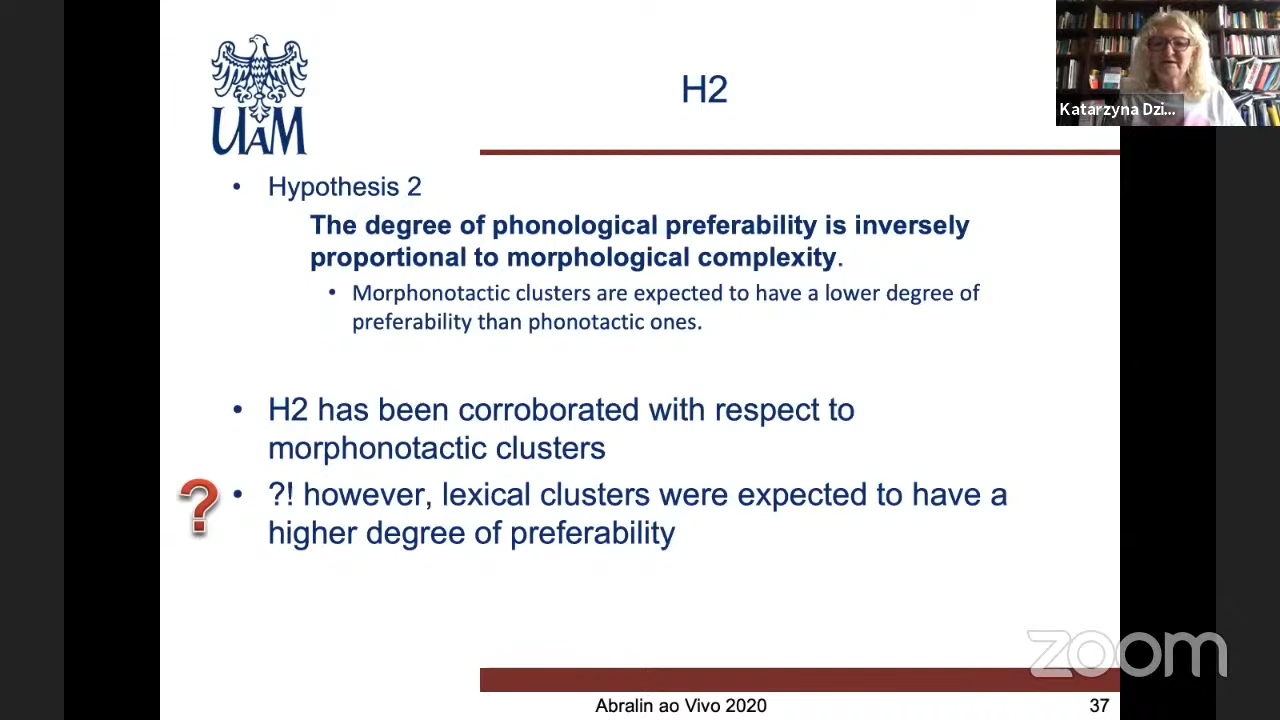 UAM
H2
Katarzyna Dzi...
• Hypothesis 2
The degree of phonological preferability is inversely
proportional to morphological complexity.
• Morphonotactic clusters are expected to have a lower degree of
preferability than phonotactic ones.
• H2 has been corroborated with respect to
morphonotactic clusters
?
• ?! however, lexical clusters were expected to have a
higher degree of preferability
zoom
Abralin ao Vivo 2020
37